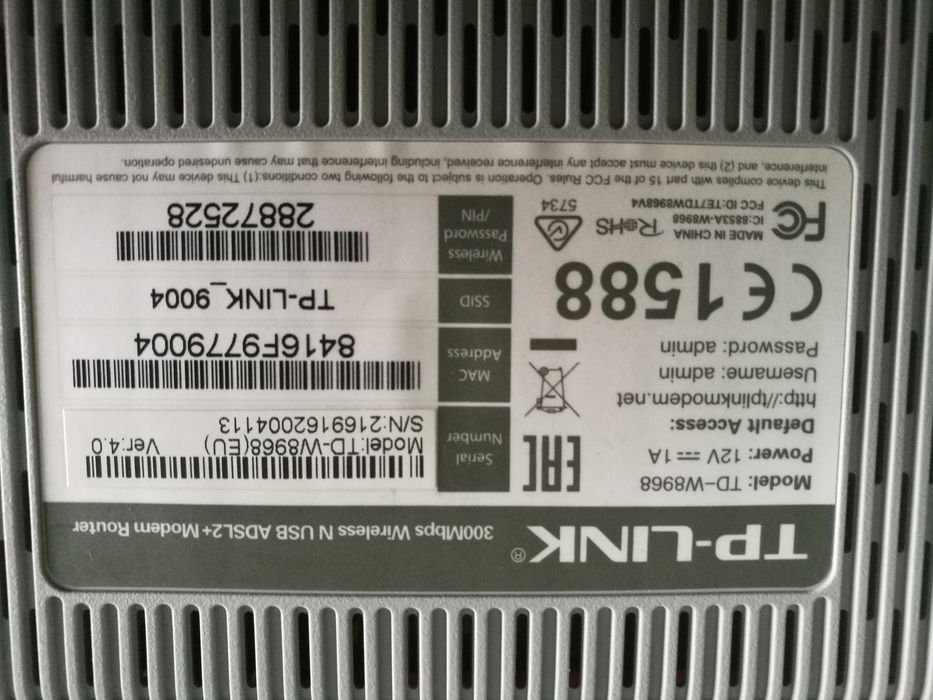 TP-LINK®
300Mbps Wireless N USB ADSL2+ Modem Router
Model: TD-W8968
Power: 12V 1A
Default Access:
http://tplinkmodem.net
Username: admin
Password: admin
EAC
CE1588
MADE IN CHINA
IC:8853A-W8968
FCC ID:TE7TDW8968V4
FC
RoHS
5734
Serial
Number
Model:TD-W8968(EU) Ver:4.0
S/N:2169162004113
MAC
Address
8416F9779004
SSID
TP-LINK_9004
Wireless
Password
/PIN
28872528
This device complies with part 15 of the FCC Rules. Operation is subject to the following two conditions:(1) This device may not cause harmful
interference, and (2) this device must accept any interference received, including interference that may cause undesired operation.